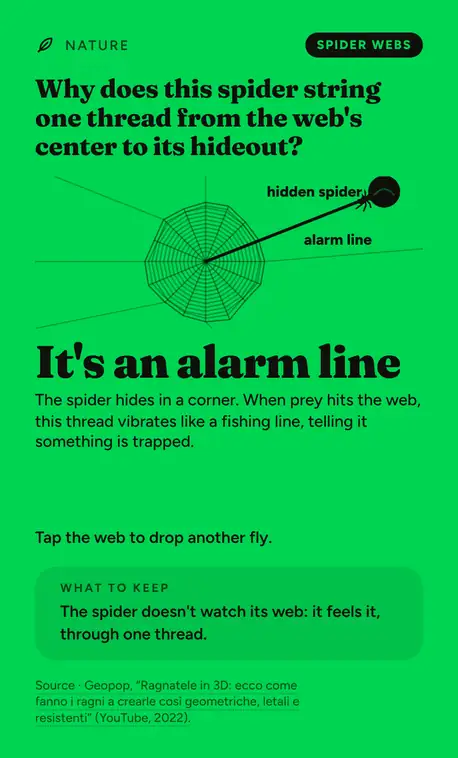 NATURE
SPIDER WEBS
Why does this spider string
one thread from the web's
center to its hideout?
hidden spider
alarm line
It's an alarm line
The spider hides in a corner. When prey hits the web,
this thread vibrates like a fishing line, telling it
something is trapped.
Tap the web to drop another fly.
WHAT TO KEEP
The spider doesn't watch its web: it feels it,
through one thread.
Source · Geopop, “Ragnatele in 3D: ecco come
fanno i ragni a crearle così geometriche, letali e
resistenti” (YouTube, 2022).